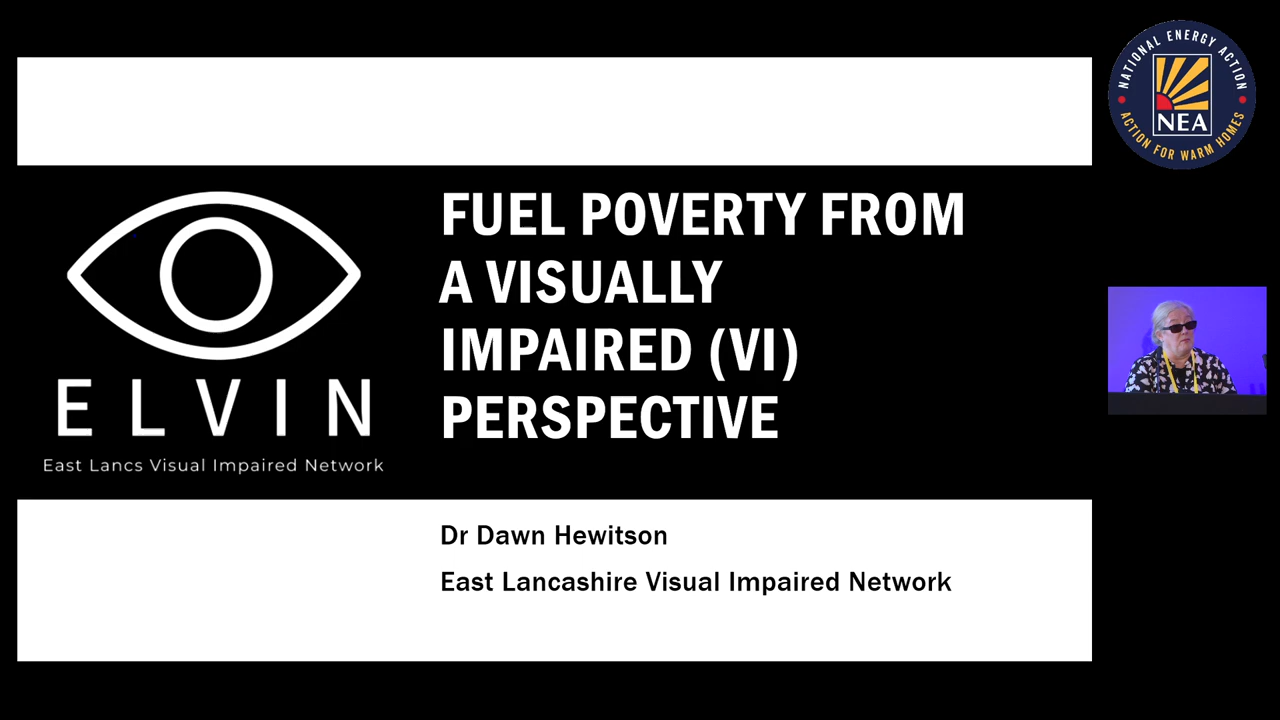 FUEL POVERTY FROM
A VISUALLY
IMPAIRED (VI)
PERSPECTIVE
ELVIN
East Lancs Visual Impaired Network
Dr Dawn Hewitson
East Lancashire Visual Impaired Network
NATIONAL ENERGY ACTION
NEA
ACTION FOR WARM HOMES